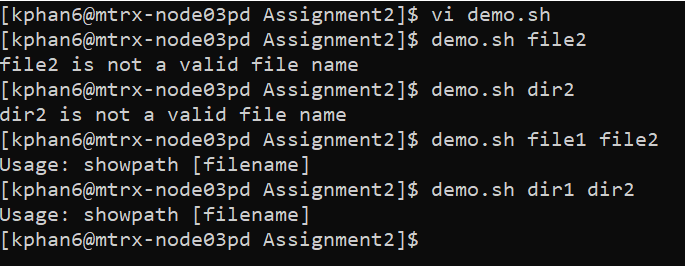 [kphan6@mtrx-node03pd Assignment2]$ vi demo.sh
[kphan6@mtrx-node03pd Assignment2]$ demo.sh file2
file2 is not a valid file name
[kphan6@mtrx-node03pd Assignment2]$ demo.sh dir2
dir2 is not a valid file name
[kphan6@mtrx-node03pd Assignment2]$ demo.sh file1 file2
Usage: showpath [filename]
[kphan6@mtrx-node03pd Assignment2]$ demo.sh dir1 dir2
Usage: showpath [filename]
[kphan6@mtrx-node03pd Assignment2]$